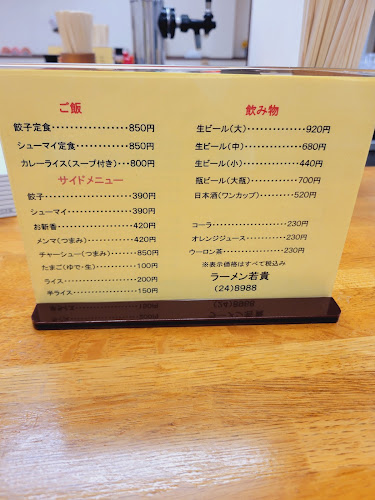 ご飯
餃子定食・・・・・・・・・・・・・・・・850円
シューマイ定食・・・・・・・・・・・850円
カレーライス(スープ付き)・・・800円
サイドメニュー
餃子・・・・・・・・・・・・・・・・・・390円
シューマイ・・・・・・・・・・・・・・390円
お新香・・・・・・・・・・・・・・・・420円
メンマ(つまみ)・・・・・・・・・・420円
チャーシュー(つまみ)・・・・・・850円
たまご(ゆで・生)・・・・・・・・・100円
ライス・・・・・・・・・・・・・・・・200円
半ライス・・・・・・・・・・・・・・150円
飲み物
生ビール(大)・・・・・・・・・・・・920円
生ビール(中)・・・・・・・・・・・680円
生ビール(小)・・・・・・・・・・・440円
瓶ビール(大瓶)・・・・・・・・・700円
日本酒(ワンカップ)・・・・・・・520円
コーラ・・・・・・・・・・・・・・・230円
オレンジジュース・・・・・・・・230円
ウーロン茶・・・・・・・・・・・・230円
※表示価格はすべて税込み
ラーメン若貴
(24)8988